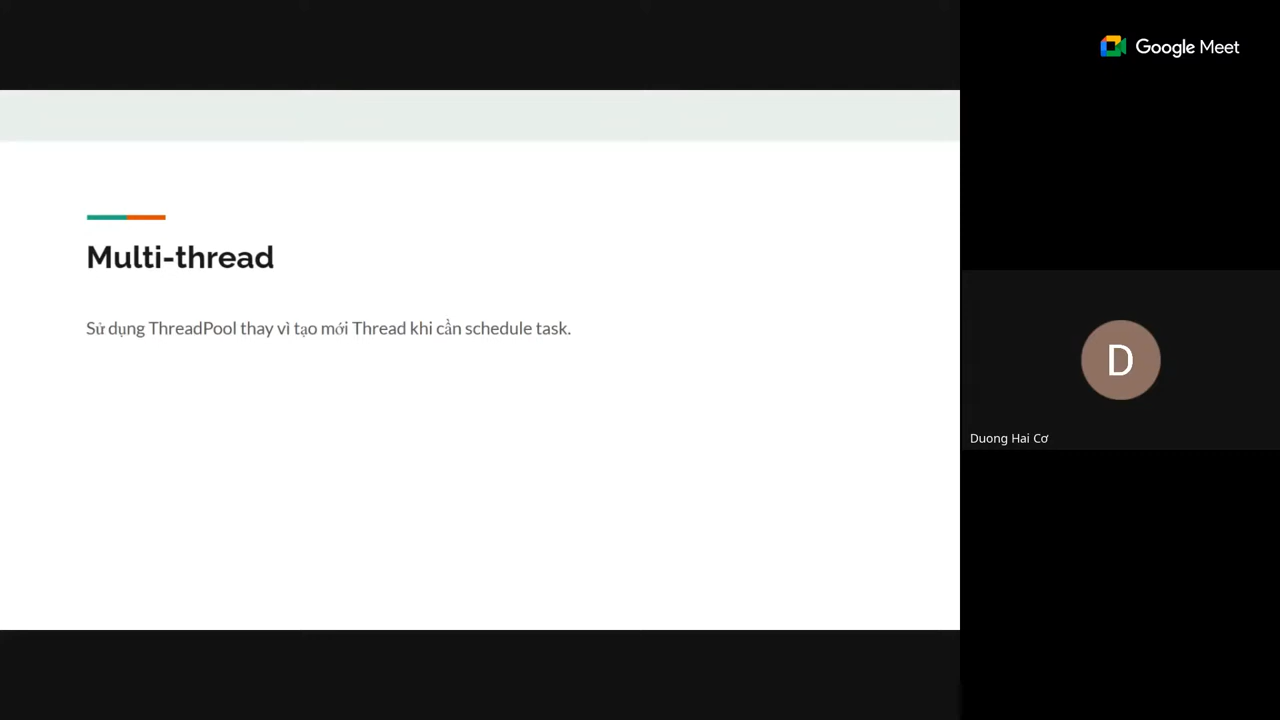 Google Meet
Multi-thread
Sử dụng ThreadPool thay vì tạo mới Thread khi cần schedule task.
D
Duong Hai Cơ